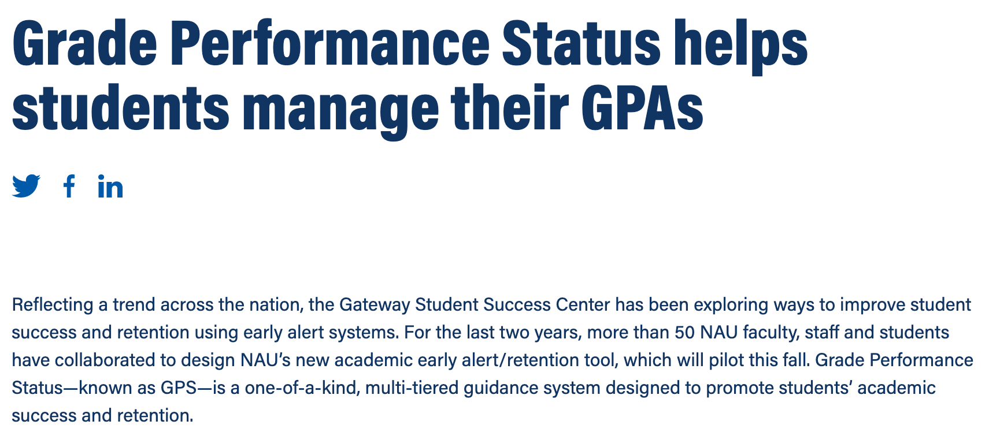 Grade Performance Status helps
students manage their GPAs
f in
Reflecting a trend across the nation, the Gateway Student Success Center has been exploring ways to improve student
success and retention using early alert systems. For the last two years, more than 50 NAU faculty, staff and students
have collaborated to design NAU’s new academic early alert/retention tool, which will pilot this fall. Grade Performance
Status—known as GPS—is a one-of-a-kind, multi-tiered guidance system designed to promote students’ academic
success and retention.